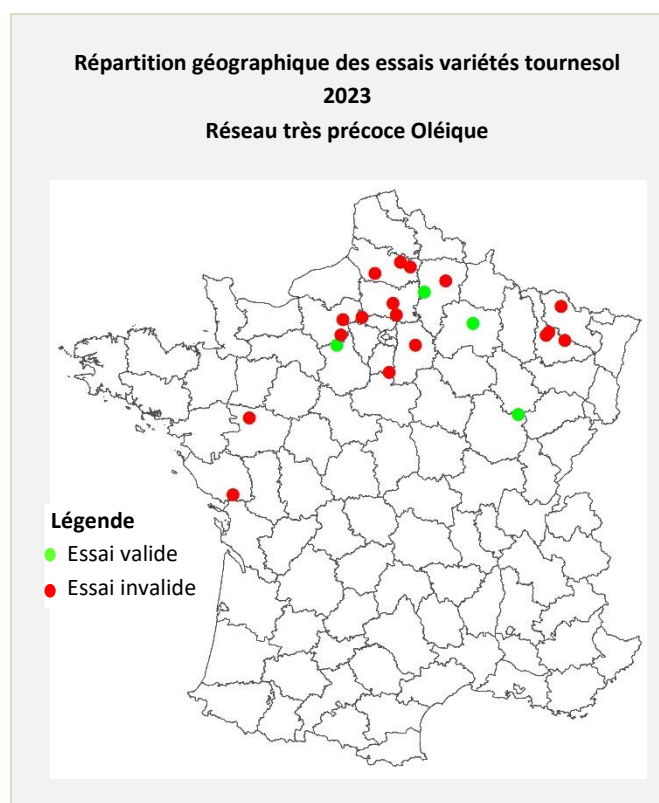 Répartition géographique des essais variétés tournesol
2023
Réseau très précoce Oléique
Légende
Essai valide
Essai invalide